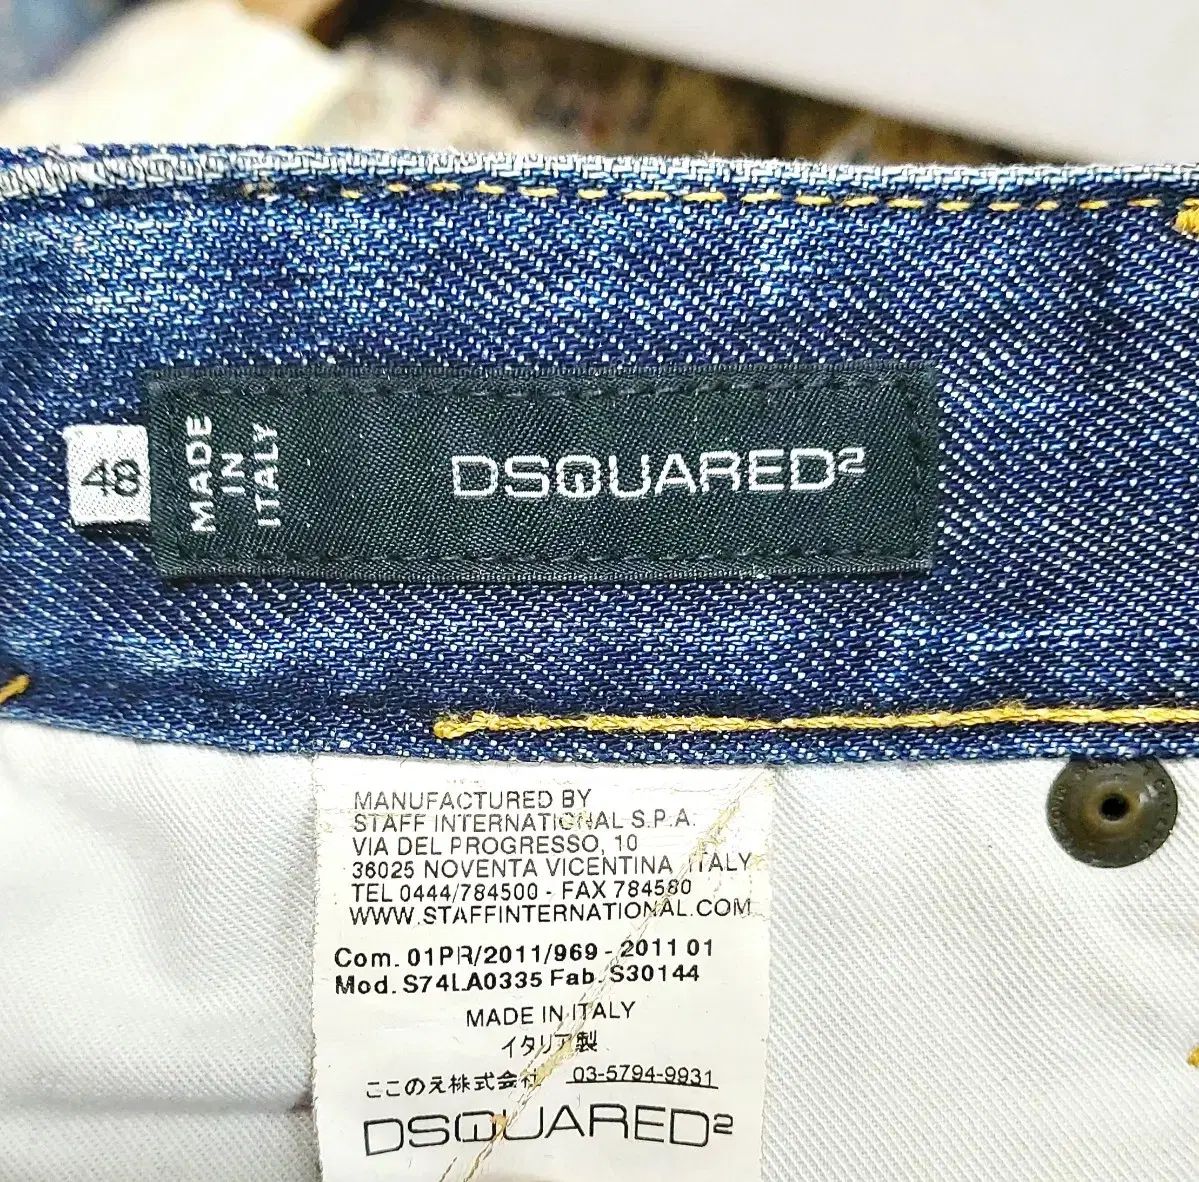 48
MADE
IN
ITALY
DSQUARED2
MANUFACTURED BY
STAFF INTERNATIONAL S.P.A.
VIA DEL PROGRESSO, 10
36025 NOVENTA VICENTINA ITALY
TEL 0444/784500 - FAX 784580
WWW.STAFFINTERNATIONAL.COM
Com. 01PR/2011/969 - 2011 01
Mod. S74LA0335 Fab. S30144
MADE IN ITALY
イタリア製
ここのえ株式会社 03-5794-9931
DSQUARED2